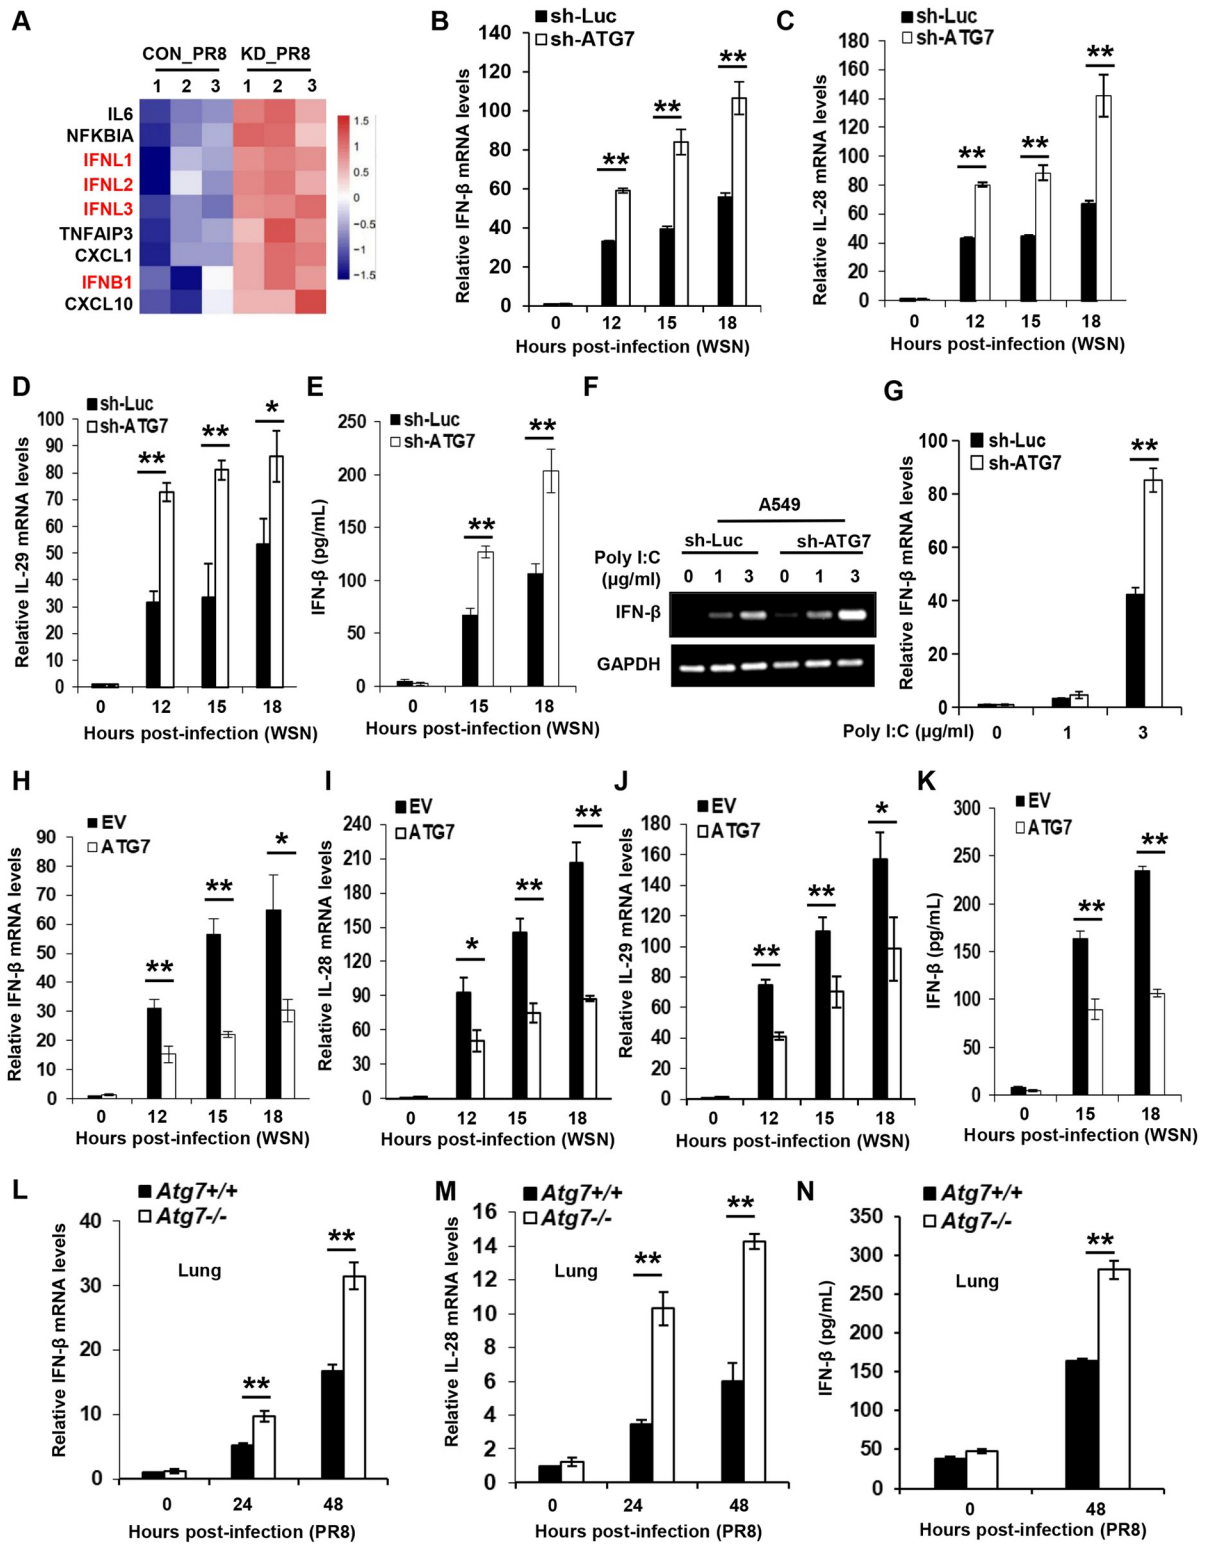 A
CON_PR8 KD_PR8
1 2 3 1 2 3
IL6
NFKBIA
IFNL1
IFNL2
IFNL3
TNFAIP3
CXCL1
IFNB1
CXCL10
1.5
1
0.5
0
−0.5
−1
−1.5
B
sh-Luc
sh-ATG7
Relative IFN-β mRNA levels
140
120
100
80
60
40
20
0
** ** **
0 12 15 18
Hours post-infection (WSN)
C
sh-Luc
sh-ATG7
Relative IL-28 mRNA levels
180
160
140
120
100
80
60
40
20
0
** ** **
0 12 15 18
Hours post-infection (WSN)
D
sh-Luc
sh-ATG7
Relative IL-29 mRNA levels
100
90
80
70
60
50
40
30
20
10
0
** ** *
0 12 15 18
Hours post-infection (WSN)
E
sh-Luc
sh-ATG7
IFN-β (pg/mL)
250
200
150
100
50
0
** **
0 15 18
Hours post-infection (WSN)
F
A549
sh-Luc sh-ATG7
Poly I:C
(μg/ml) 0 1 3 0 1 3
IFN-β
GAPDH
G
sh-Luc
sh-ATG7
Relative IFN-β mRNA levels
100
80
60
40
20
0
**
Poly I:C (μg/ml) 0 1 3
H
EV
ATG7
Relative IFN-β mRNA levels
90
80
70
60
50
40
30
20
10
0
** ** *
0 12 15 18
Hours post-infection (WSN)
I
EV
ATG7
Relative IL-28 mRNA levels
240
210
180
150
120
90
60
30
0
* ** **
0 12 15 18
Hours post-infection (WSN)
J
EV
ATG7
Relative IL-29 mRNA levels
180
160
140
120
100
80
60
40
20
0
** ** *
0 12 15 18
Hours post-infection (WSN)
K
EV
ATG7
IFN-β (pg/mL)
300
250
200
150
100
50
0
** **
0 15 18
Hours post-infection (WSN)
L
Atg7+/+
Atg7-/-
Lung
Relative IFN-β mRNA levels
40
30
20
10
0
** **
0 24 48
Hours post-infection (PR8)
M
Atg7+/+
Atg7-/-
Lung
Relative IL-28 mRNA levels
16
14
12
10
8
6
4
2
0
** **
0 24 48
Hours post-infection (PR8)
N
Atg7+/+
Atg7-/-
Lung
IFN-β (pg/mL)
350
300
250
200
150
100
50
0
**
0 48
Hours post-infection (PR8)